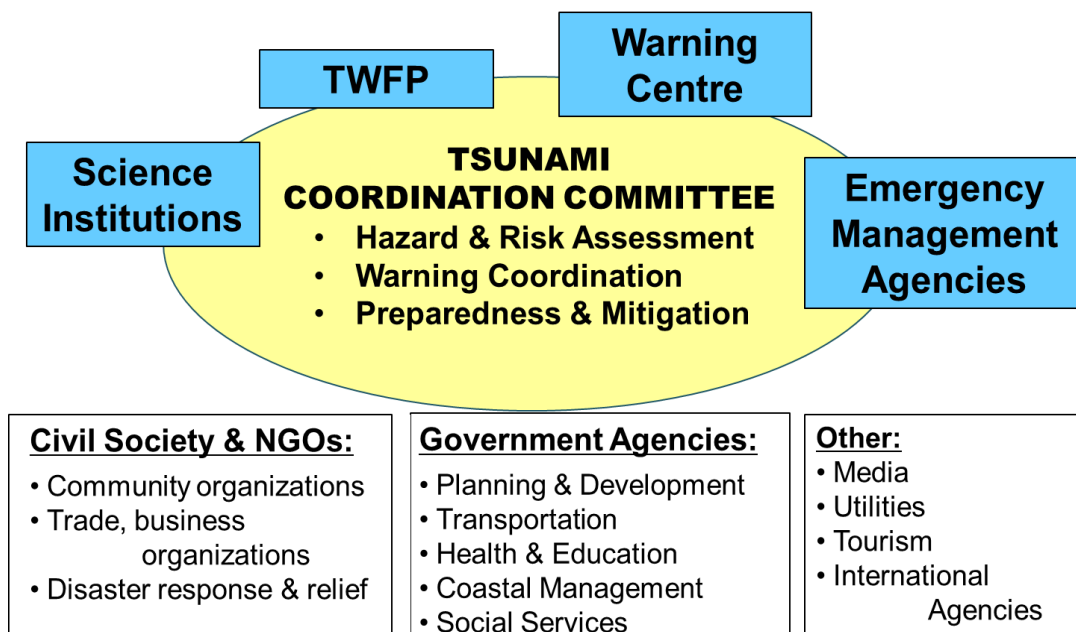 TWFP
Warning
Centre
Science
Institutions
TSUNAMI
COORDINATION COMMITTEE
• Hazard & Risk Assessment
• Warning Coordination
• Preparedness & Mitigation
Emergency
Management
Agencies
Civil Society & NGOs:
• Community organizations
• Trade, business
organizations
• Disaster response & relief
Government Agencies:
• Planning & Development
• Transportation
• Health & Education
• Coastal Management
• Social Services
Other:
• Media
• Utilities
• Tourism
• International
Agencies